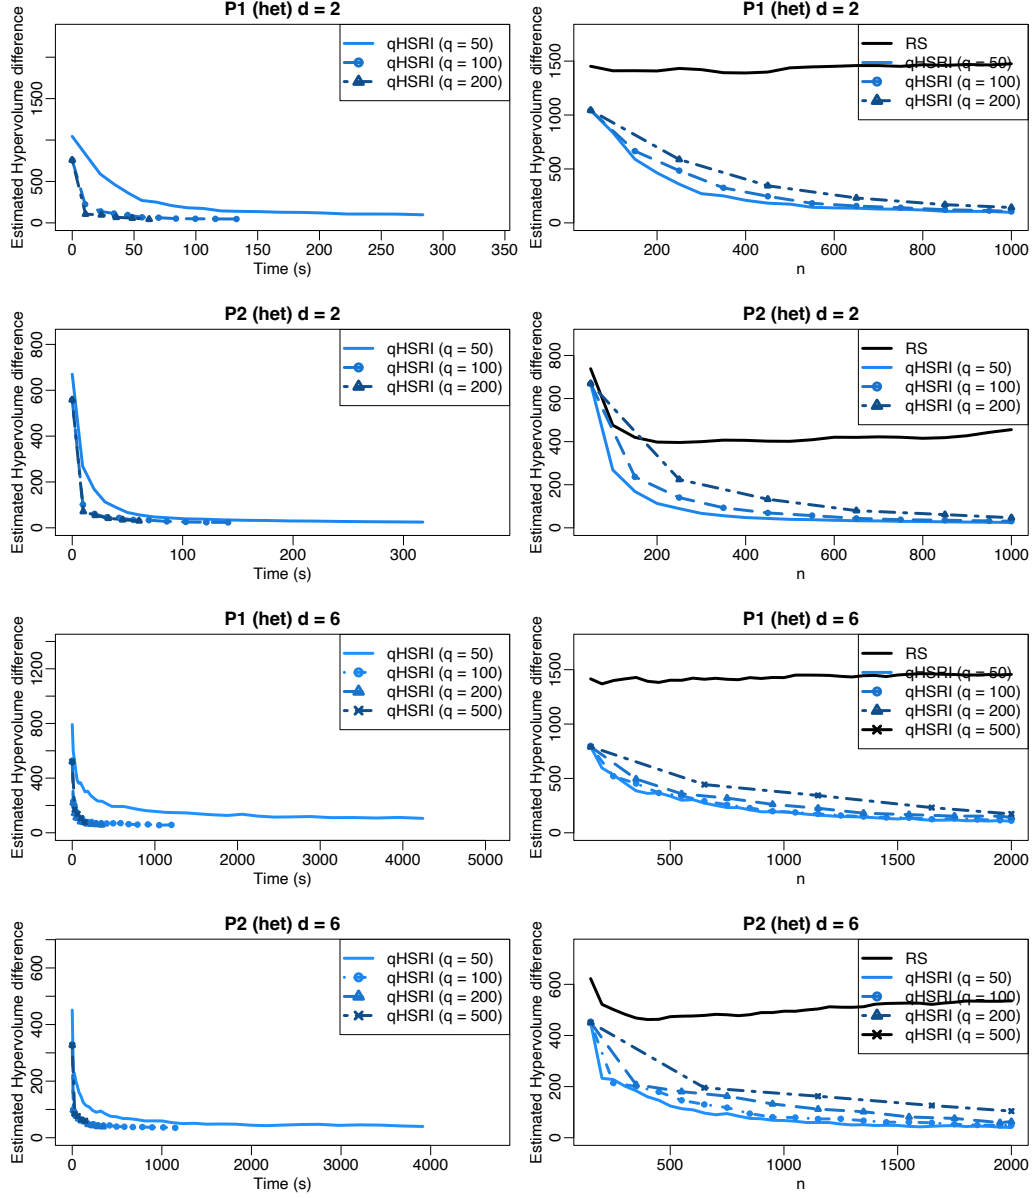 P1 (het) d = 2
Estimated Hypervolume difference
0 500 1500
0 50 100 150 200 250 300 350
Time (s)
qHSRI (q = 50)
qHSRI (q = 100)
qHSRI (q = 200)
P1 (het) d = 2
Estimated Hypervolume difference
0 500 1000 1500
200 400 600 800 1000
n
RS
qHSRI (q = 50)
qHSRI (q = 100)
qHSRI (q = 200)
P2 (het) d = 2
Estimated Hypervolume difference
0 200 400 600 800
0 100 200 300
Time (s)
qHSRI (q = 50)
qHSRI (q = 100)
qHSRI (q = 200)
P2 (het) d = 2
Estimated Hypervolume difference
0 200 400 600 800
200 400 600 800 1000
n
RS
qHSRI (q = 50)
qHSRI (q = 100)
qHSRI (q = 200)
P1 (het) d = 6
Estimated Hypervolume difference
0 400 800 1200
0 1000 2000 3000 4000 5000
Time (s)
qHSRI (q = 50)
qHSRI (q = 100)
qHSRI (q = 200)
qHSRI (q = 500)
P1 (het) d = 6
Estimated Hypervolume difference
0 500 1000 1500
500 1000 1500 2000
n
RS
qHSRI (q = 50)
qHSRI (q = 100)
qHSRI (q = 200)
qHSRI (q = 500)
P2 (het) d = 6
Estimated Hypervolume difference
0 200 400 600
0 1000 2000 3000 4000
Time (s)
qHSRI (q = 50)
qHSRI (q = 100)
qHSRI (q = 200)
qHSRI (q = 500)
P2 (het) d = 6
Estimated Hypervolume difference
0 200 400 600
500 1000 1500 2000
n
RS
qHSRI (q = 50)
qHSRI (q = 100)
qHSRI (q = 200)
qHSRI (q = 500)